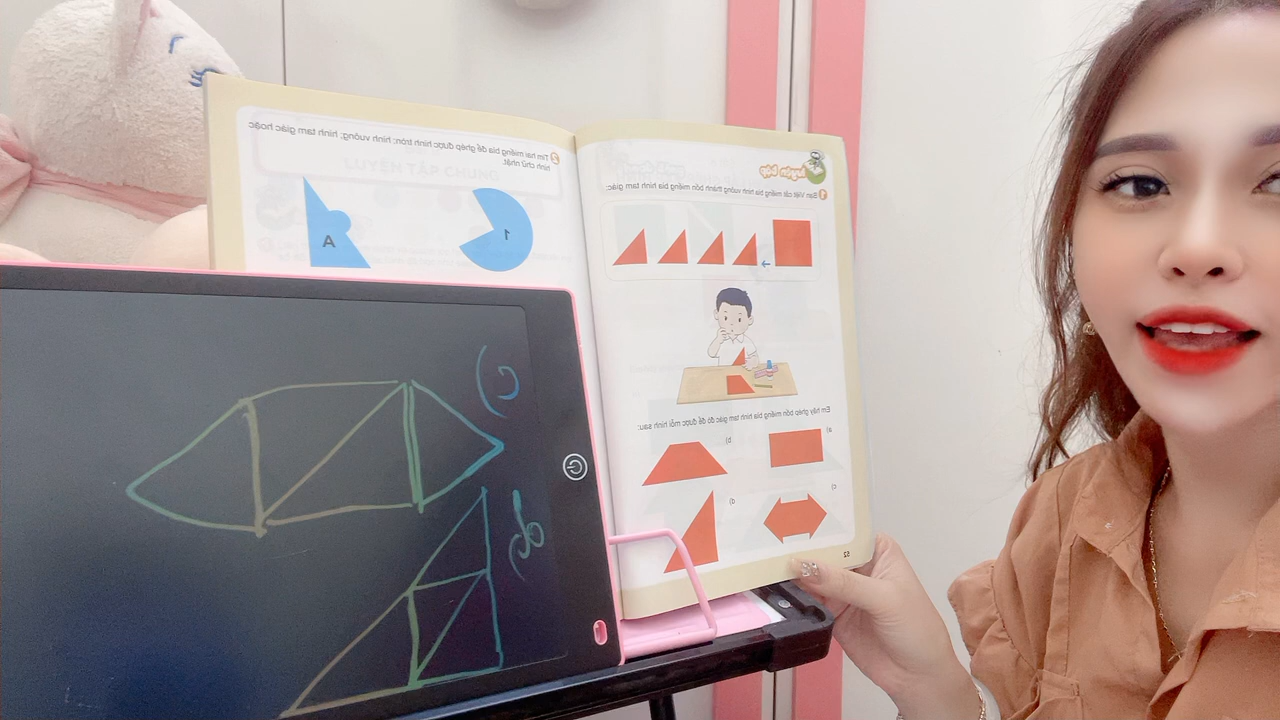 Luyện tập
1 Bạn Việt cắt miếng bìa hình vuông thành bốn miếng bìa hình tam giác:
Em hãy ghép bốn miếng bìa hình tam giác đó để được mỗi hình sau:
a)
b)
c)
d)
52
2 Tìm hai miếng bìa để ghép được hình tròn; hình vuông; hình tam giác hoặc
hình chữ nhật.
LUYỆN TẬP CHUNG
1
A
c)
d)